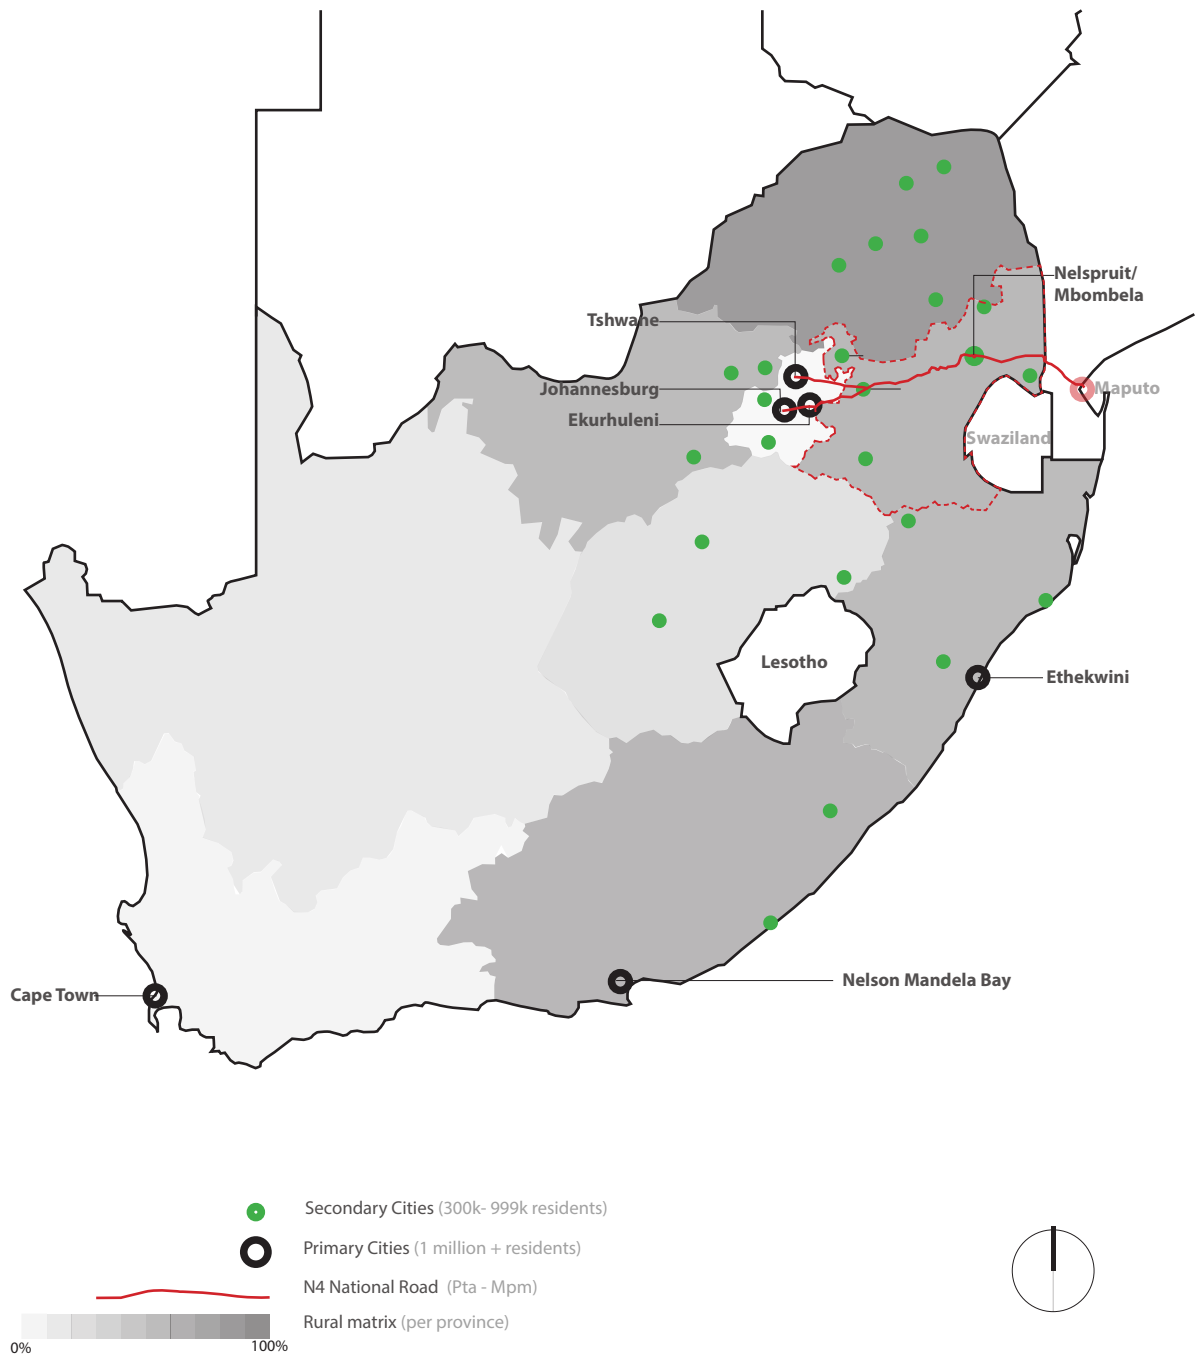 Nelspruit/
Mbombela
Tshwane
Johannesburg
Maputo
Ekurhuleni
Swaziland
Lesotho
Ethekwini
Nelson Mandela Bay
Cape Town
Secondary Cities (300k- 999k residents)
Primary Cities (1 million + residents)
N4 National Road (Pta - Mpm)
Rural matrix (per province)
0%
100%